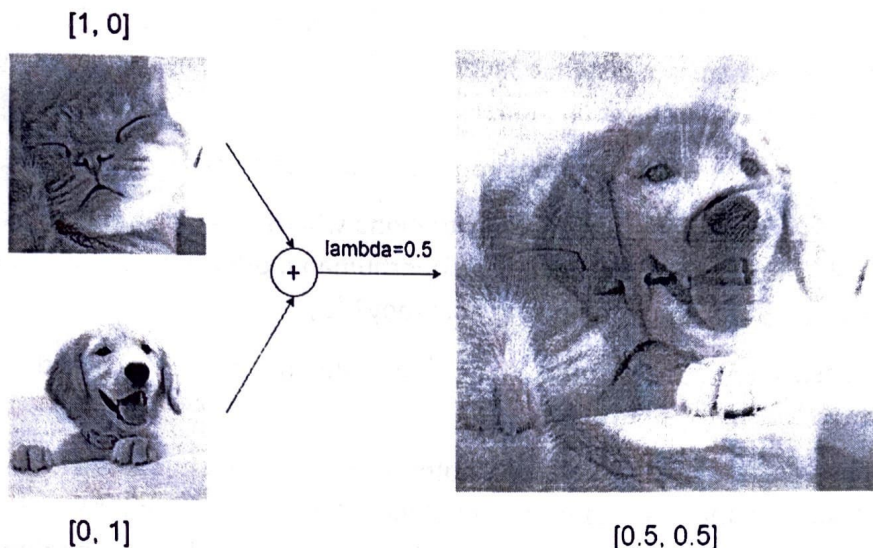 [1, 0]
lambda=0.5
+
[0, 1]
[0.5, 0.5]